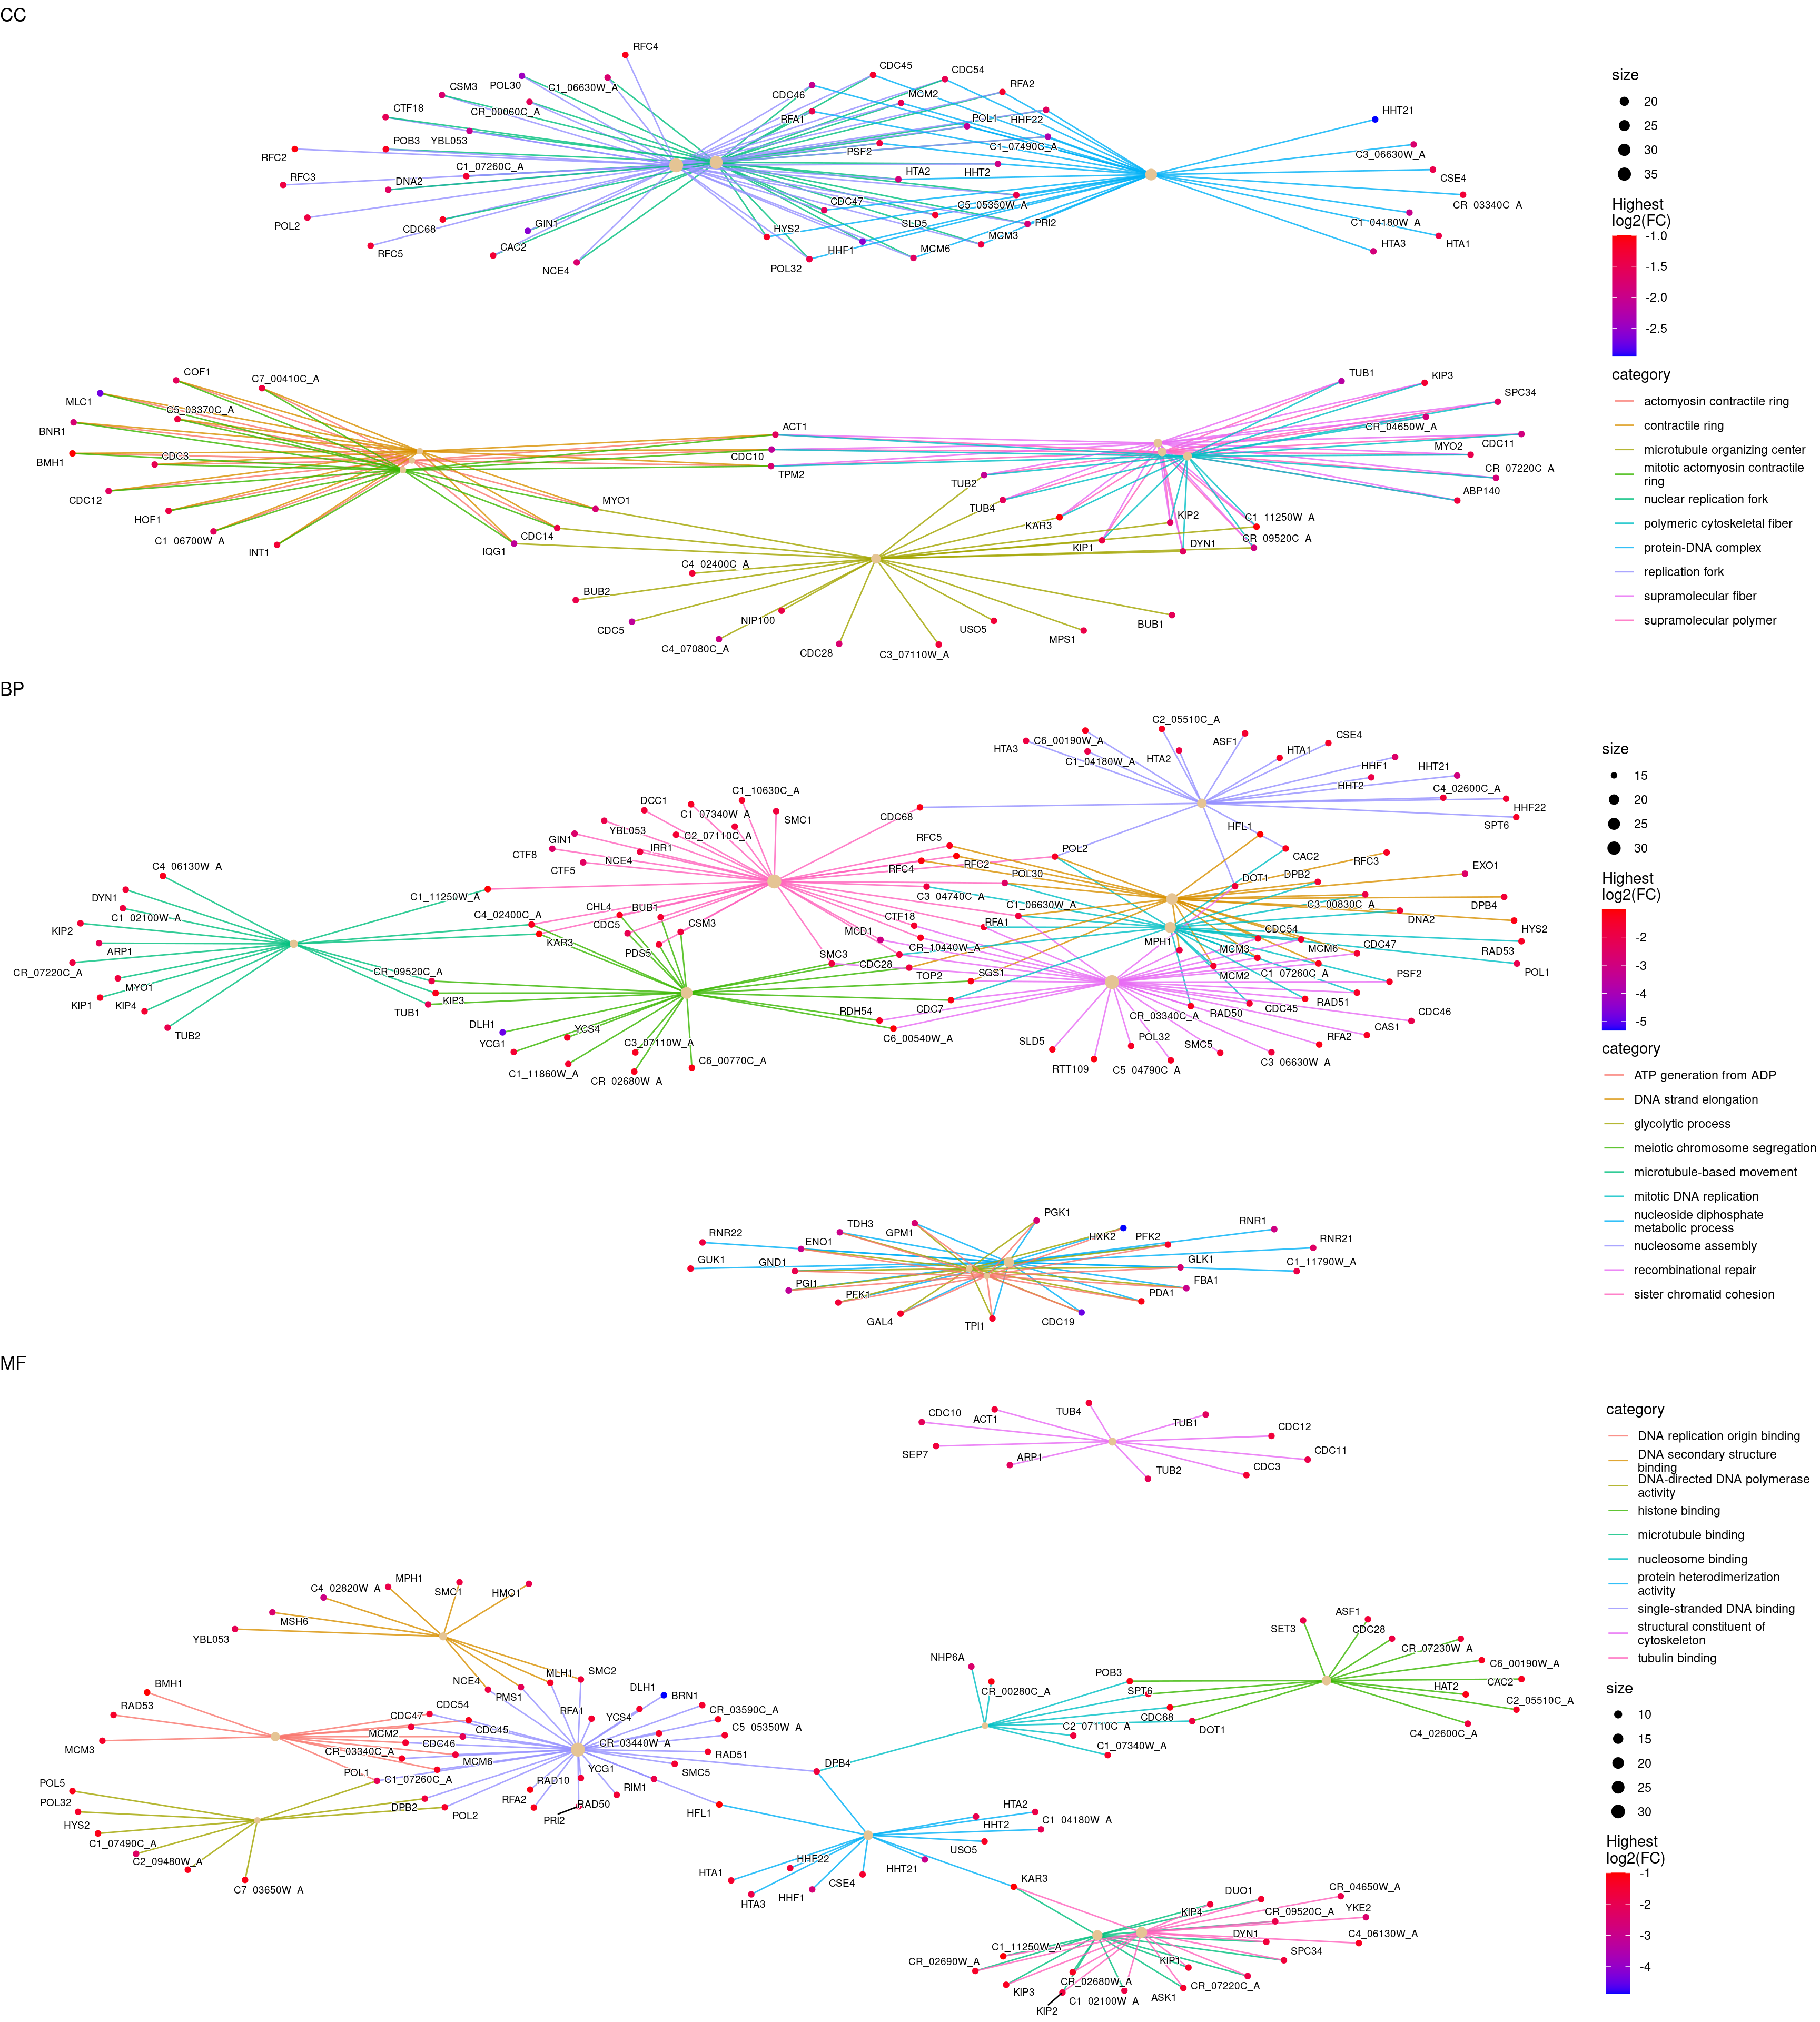 CC
RFC4
CDC45
CDC54
CSM3
POL30
C1_06630W_A
RFA2
CDC46
MCM2
CTF18
CR_00060C_A
HHT21
RFA1
POL1
HHF22
POB3
YBL053
C1_07490C_A
PSF2
C3_06630W_A
RFC2
C1_07260C_A
HTA2
HHT2
CSE4
RFC3
DNA2
CDC47
C5_05350W_A
CR_03340C_A
POL2
CDC68
GIN1
HYS2
SLD5
PRI2
C1_04180W_A
MCM3
RFC5
CAC2
HHF1
MCM6
HTA3
HTA1
NCE4
POL32
size
20
25
30
35
Highest
log2(FC)
-1.0
-1.5
-2.0
-2.5
COF1
C7_00410C_A
TUB1
KIP3
MLC1
C5_03370C_A
SPC34
BNR1
ACT1
CR_04650W_A
BMH1
CDC3
CDC10
MYO2
CDC11
TPM2
CR_07220C_A
CDC12
TUB2
ABP140
HOF1
MYO1
TUB4
C1_06700W_A
KAR3
KIP2
C1_11250W_A
INT1
IQG1
CDC14
KIP1
DYN1
CR_09520C_A
C4_02400C_A
BUB2
CDC5
NIP100
USO5
MPS1
BUB1
C4_07080C_A
CDC28
C3_07110W_A
category
actomyosin contractile ring
contractile ring
microtubule organizing center
mitotic actomyosin contractile
ring
nuclear replication fork
polymeric cytoskeletal fiber
protein-DNA complex
replication fork
supramolecular fiber
supramolecular polymer
BP
C2_05510C_A
HTA3
C6_00190W_A
ASF1
CSE4
C1_04180W_A
HTA2
HTA1
HHF1
HHT21
HHT2
C4_02600C_A
HHF22
SPT6
DCC1
C1_10630C_A
C1_07340W_A
SMC1
CDC68
YBL053
C2_07110C_A
HFL1
GIN1
RFC5
CTF8
IRR1
CAC2
RFC3
CTF5
NCE4
RFC4
RFC2
POL2
EXO1
C4_06130W_A
POL30
DOT1
DPB2
DYN1
C1_11250W_A
C3_04740C_A
C3_00830C_A
DPB4
C1_02100W_A
C4_02400C_A
CHL4
BUB1
C1_06630W_A
DNA2
HYS2
KIP2
CDC5
CSM3
CTF18
RFA1
CDC54
KAR3
MCD1
MPH1
CDC47
RAD53
ARP1
PDS5
SMC3
CR_10440W_A
MCM3
MCM6
CR_07220C_A
CR_09520C_A
CDC28
TOP2
SGS1
MCM2
C1_07260C_A
PSF2
POL1
MYO1
KIP1
KIP4
TUB1
KIP3
RDH54
CDC7
CR_03340C_A
RAD50
CDC45
RAD51
CDC46
TUB2
DLH1
YCS4
C6_00540W_A
RFA2
CAS1
YCG1
C3_07110W_A
SLD5
POL32
SMC5
C3_06630W_A
C1_11860W_A
CR_02680W_A
C6_00770C_A
RTT109
C5_04790C_A
size
15
20
25
30
Highest
log2(FC)
-2
-3
-4
-5
category
ATP generation from ADP
DNA strand elongation
glycolytic process
meiotic chromosome segregation
microtubule-based movement
mitotic DNA replication
nucleoside diphosphate
metabolic process
nucleosome assembly
recombinational repair
sister chromatid cohesion
RNR22
TDH3
GPM1
PGK1
HXK2
PFK2
RNR1
ENO1
RNR21
GUK1
GND1
GLK1
C1_11790W_A
PGI1
FBA1
PFK1
PDA1
GAL4
TPI1
CDC19
MF
CDC10
ACT1
TUB4
TUB1
CDC12
SEP7
ARP1
TUB2
CDC3
CDC11
category
DNA replication origin binding
DNA secondary structure
binding
DNA-directed DNA polymerase
activity
histone binding
microtubule binding
nucleosome binding
protein heterodimerization
activity
single-stranded DNA binding
structural constituent of
cytoskeleton
tubulin binding
size
10
15
20
25
30
Highest
log2(FC)
-1
-2
-3
-4
C4_02820W_A
MPH1
SMC1
HMO1
MSH6
YBL053
NCE4
PMS1
MLH1
SMC2
BMH1
RAD53
CDC54
RFA1
DLH1
BRN1
CDC47
YCS4
CR_03590C_A
MCM2
CDC45
C5_05350W_A
MCM3
CR_03340C_A
CDC46
CR_03440W_A
MCM6
RAD51
POL1
C1_07260C_A
YCG1
SMC5
POL5
RAD10
RIM1
POL32
RFA2
RAD50
DPB2
POL2
PRI2
HYS2
C1_07490C_A
C2_09480W_A
C7_03650W_A
NHP6A
POB3
SET3
ASF1
CDC28
CR_07230W_A
CR_00280C_A
SPT6
C6_00190W_A
CDC68
HAT2
CAC2
C2_07110C_A
DOT1
C2_05510C_A
C1_07340W_A
C4_02600C_A
DPB4
HFL1
HTA2
HHT2
C1_04180W_A
USO5
HHF22
HHT21
HTA1
CSE4
HTA3
HHF1
KAR3
DUO1
CR_04650W_A
KIP4
CR_09520C_A
YKE2
C1_11250W_A
DYN1
C4_06130W_A
CR_02690W_A
KIP1
SPC34
KIP3
CR_02680W_A
CR_07220C_A
KIP2
C1_02100W_A
ASK1